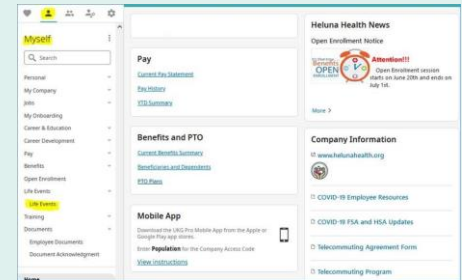 Myself
Search
Personal
My Company
Jobs
My Onboarding
Career & Education
Career Development
Pay
Benefits
Open Enrollment
Life Events
Life Events
Training
Documents
Employee Documents
Document Acknowledgment
Home
Pay
Current Pay Statement
Pay History
YTD Summary
Benefits and PTO
Current Benefits Summary
Beneficiaries and Dependents
PTO Plans
Mobile App
Download the UKG Pro Mobile App from the Apple or
Google Play app stores.
Enter Population for the Company Access Code
View instructions
Heluna Health News
Open Enrollment Notice
Benefits
OPEN
ENROLLMENT
Attention!!!
Open Enrollment session
starts on June 20th and ends on
July 1st.
More >
Company Information
www.helunahealth.org
COVID-19 Employee Resources
COVID-19 FSA and HSA Updates
Telecommuting Agreement Form
Telecommuting Program